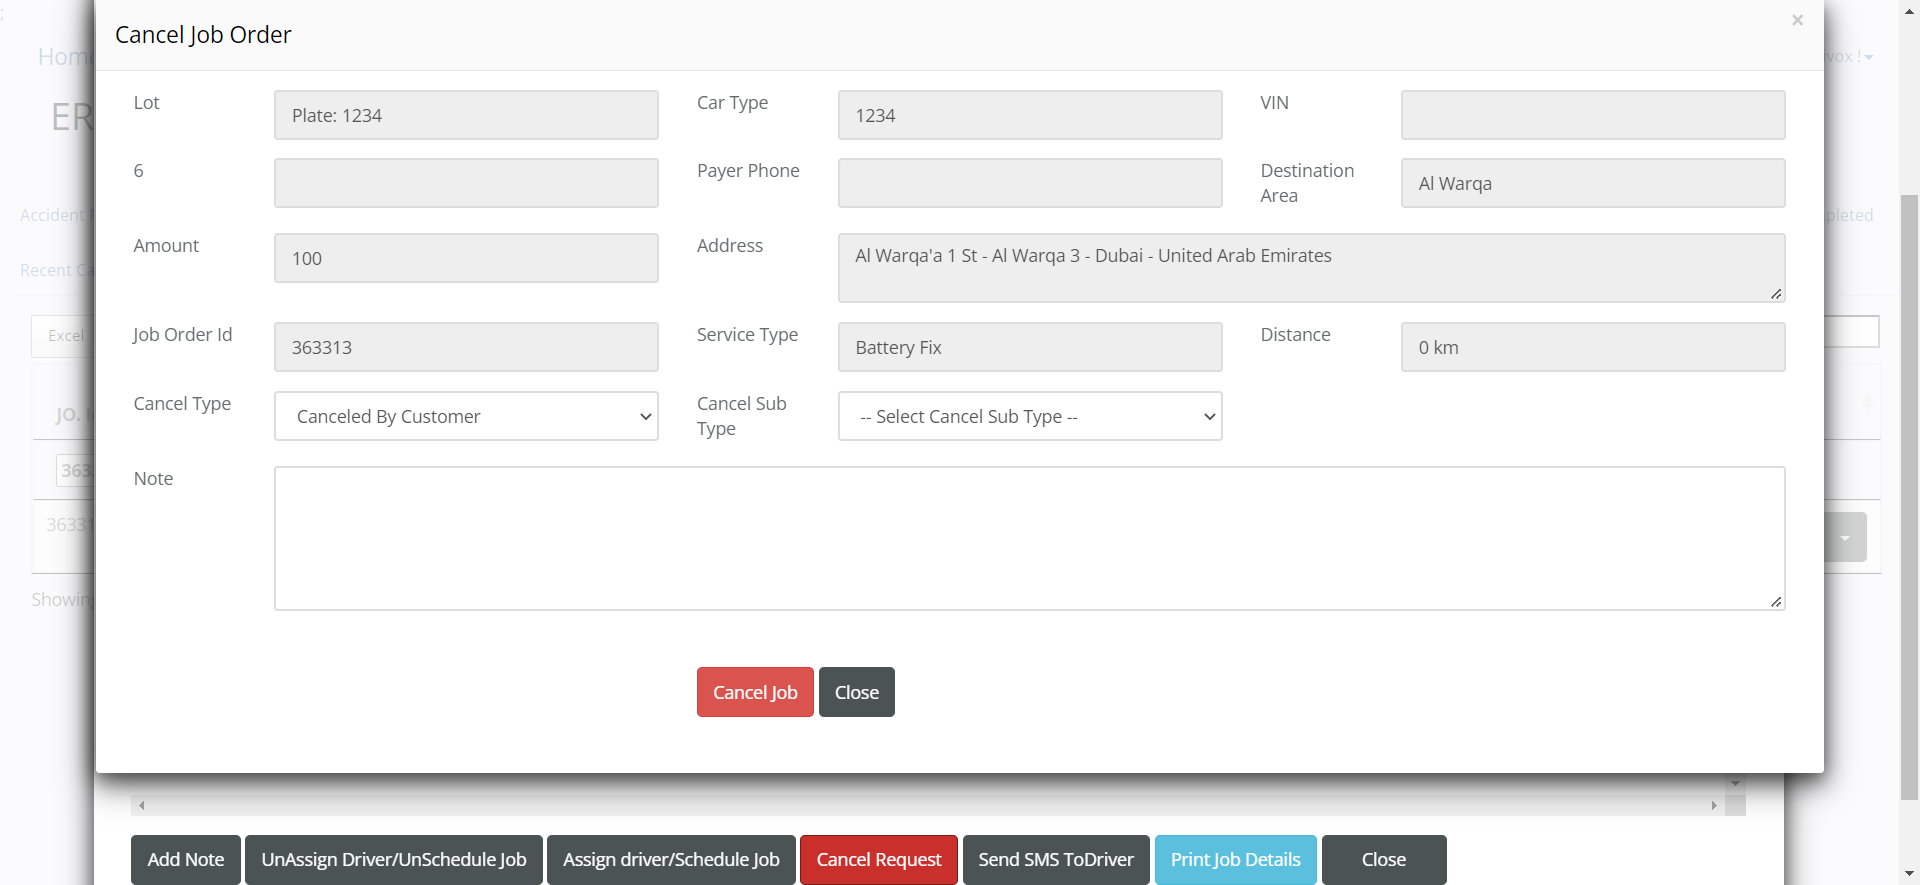 ;
Cancel Job Order
×
Home
vox !
ER
Lot
Plate: 1234
Car Type
1234
VIN
6
Payer Phone
Destination
Area
Al Warqa
Accident
pleted
Amount
100
Address
Al Warqa'a 1 St - Al Warqa 3 - Dubai - United Arab Emirates
Recent Ca
Excel
Job Order Id
363313
Service Type
Battery Fix
Distance
0 km
Cancel Type
Canceled By Customer
Cancel Sub
Type
-- Select Cancel Sub Type --
JO. I
363
Note
36331
Showing
Cancel Job
Close
Add Note
UnAssign Driver/UnSchedule Job
Assign driver/Schedule Job
Cancel Request
Send SMS ToDriver
Print Job Details
Close